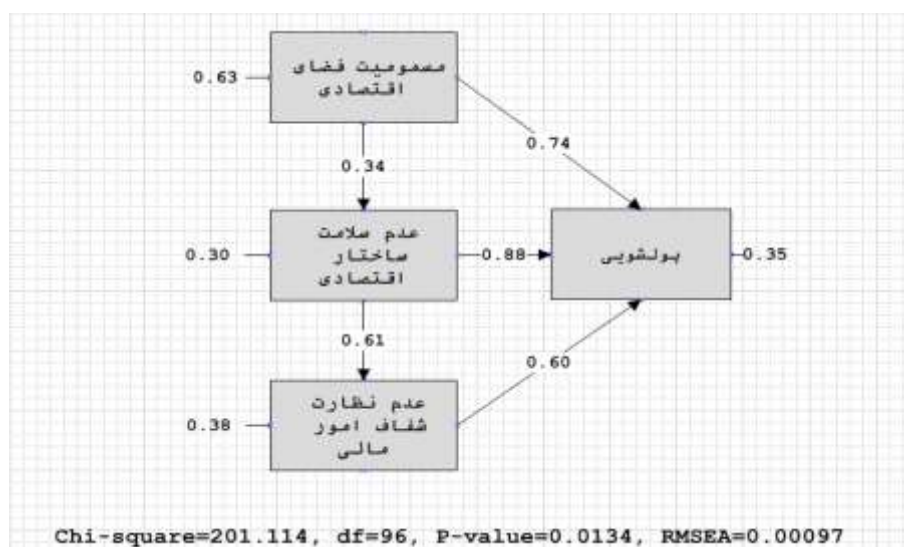 مسمومیت فضای
اقتصادی
0.63
0.74
0.34
عدم سلامت
ساختار
اقتصادی
0.30
0.88
پولشویی
0.35
0.61
0.60
عدم نظارت
شفاف امور
مالی
0.38
Chi-square=201.114, df=96, P-value=0.0134, RMSEA=0.00097